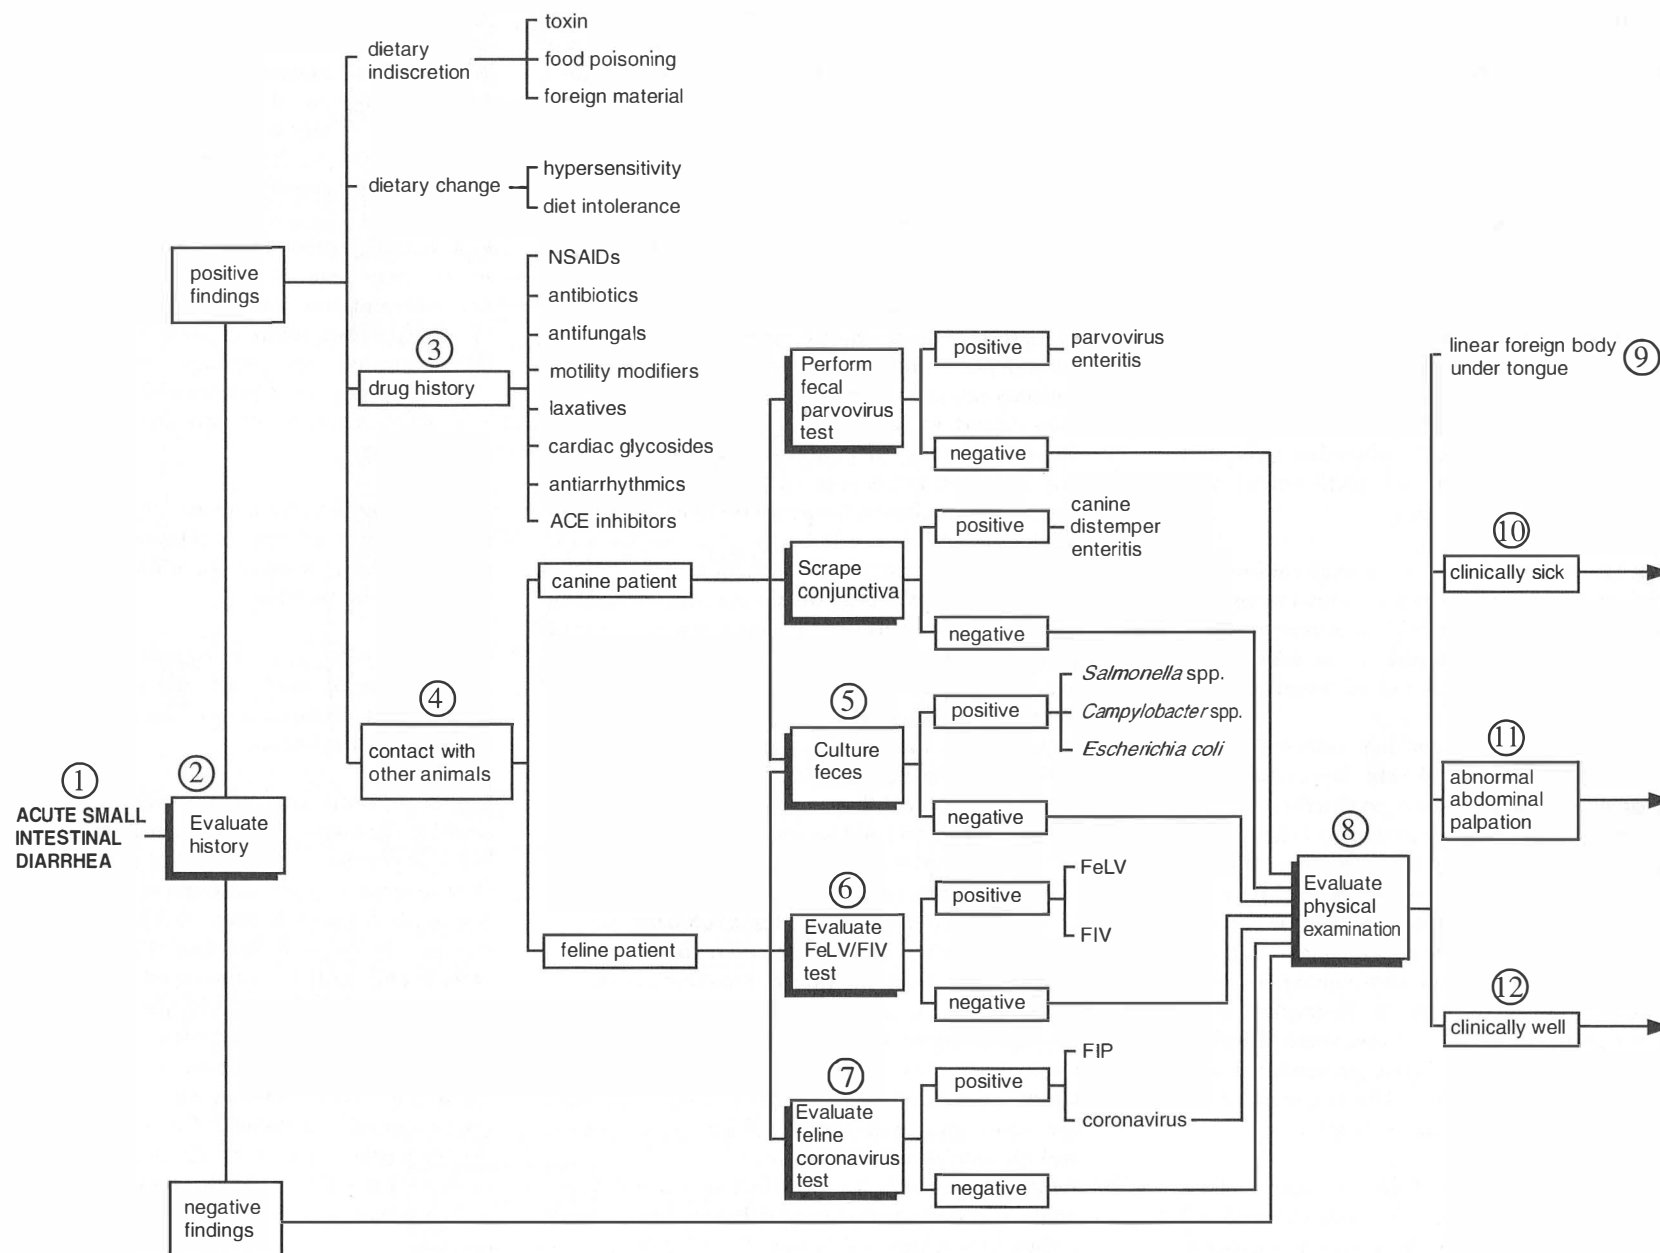 toxin
dietary
indiscretion
food poisoning
foreign material
dietary change
hypersensitivity
diet intolerance
positive
findings
3
drug history
NSAIDs
antibiotics
antifungals
motility modifiers
laxatives
cardiac glycosides
antiarrhythmics
ACE inhibitors
4
contact with
other animals
1
ACUTE SMALL
INTESTINAL
DIARRHEA
2
Evaluate
history
negative
findings
canine patient
feline patient
Perform
fecal
parvovirus
test
positive
parvovirus
enteritis
negative
Scrape
conjunctiva
positive
canine
distemper
enteritis
negative
5
Culture
feces
positive
Salmonella spp.
Campylobacter spp.
Escherichia coli
negative
6
Evaluate
FeLV/FIV
test
positive
FeLV
FIV
negative
7
Evaluate
feline
coronavirus
test
positive
FIP
coronavirus
negative
8
Evaluate
physical
examination
linear foreign body
under tongue
9
10
clinically sick
11
abnormal
abdominal
palpation
12
clinically well